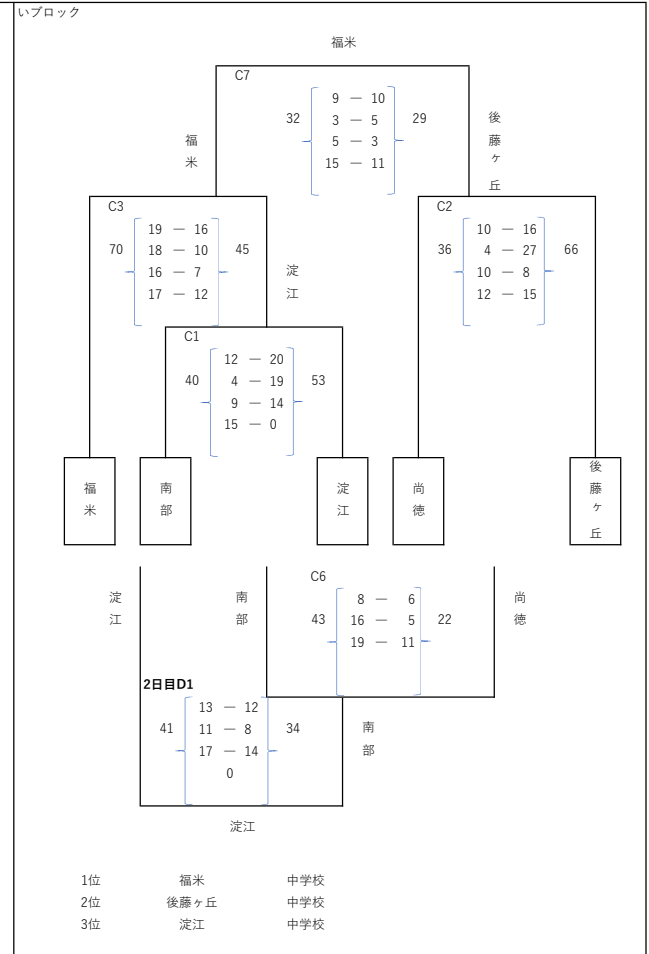 いブロック
福米
C7
9 ― 10
32 3 ― 5 29
5 ― 3
15 ― 11
福米
後藤ヶ丘
C3
19 ― 16
70 18 ― 10 45
16 ― 7
17 ― 12
淀江
C2
10 ― 16
36 4 ― 27 66
10 ― 8
12 ― 15
C1
12 ― 20
40 4 ― 19 53
9 ― 14
15 ― 0
福米
南部
淀江
尚徳
後藤ヶ丘
淀江
南部
C6
8 ― 6
43 16 ― 5 22
19 ― 11
尚徳
2日目D1
13 ― 12
41 11 ― 8 34
17 ― 14
0
南部
淀江
1位 福米 中学校
2位 後藤ヶ丘 中学校
3位 淀江 中学校